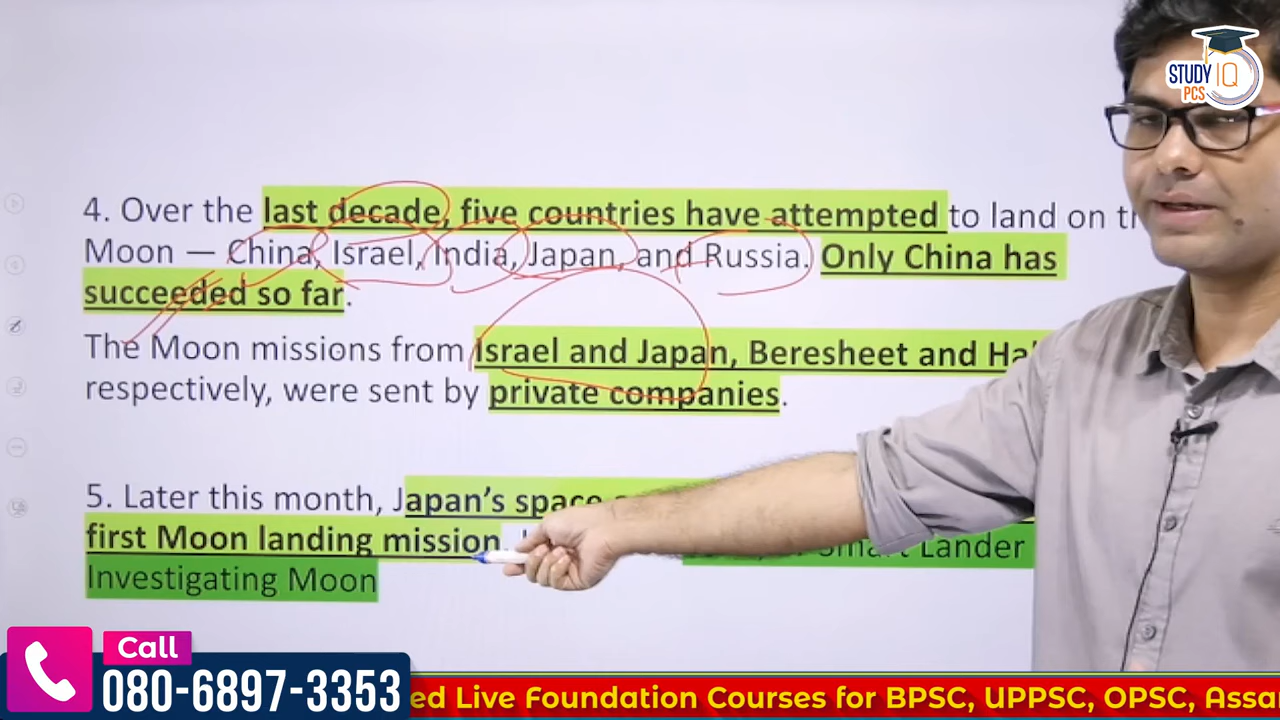 STUDY IQ
PCS
4. Over the last decade, five countries have attempted to land on
Moon — China, Israel, India, Japan, and Russia. Only China has
succeeded so far.
The Moon missions from Israel and Japan, Beresheet and
respectively, were sent by private companies.
5. Later this month, Japan's space
first Moon landing mission
Smart Lander
Investigating Moon
Call
080-6897-3353
Live Foundation Courses for BPSC, UPPSC, OPSC,